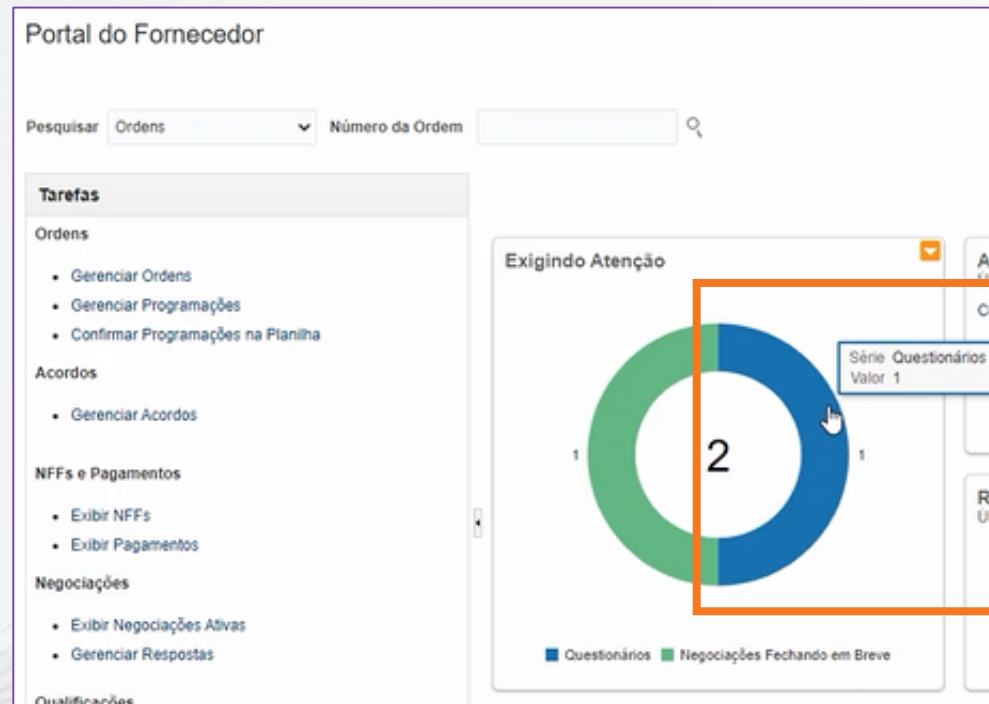 Portal do Fornecedor
Pesquisar Ordens Número da Ordem
Tarefas
Ordens
Gerenciar Ordens
Gerenciar Programações
Confirmar Programações na Planilha
Acordos
Gerenciar Acordos
NFFs e Pagamentos
Exibir NFFs
Exibir Pagamentos
Negociações
Exibir Negociações Ativas
Gerenciar Respostas
Qualificações
Exigindo Atenção
Série Questionários
Valor 1
1
2
1
Questionários Negociações Fechando em Breve